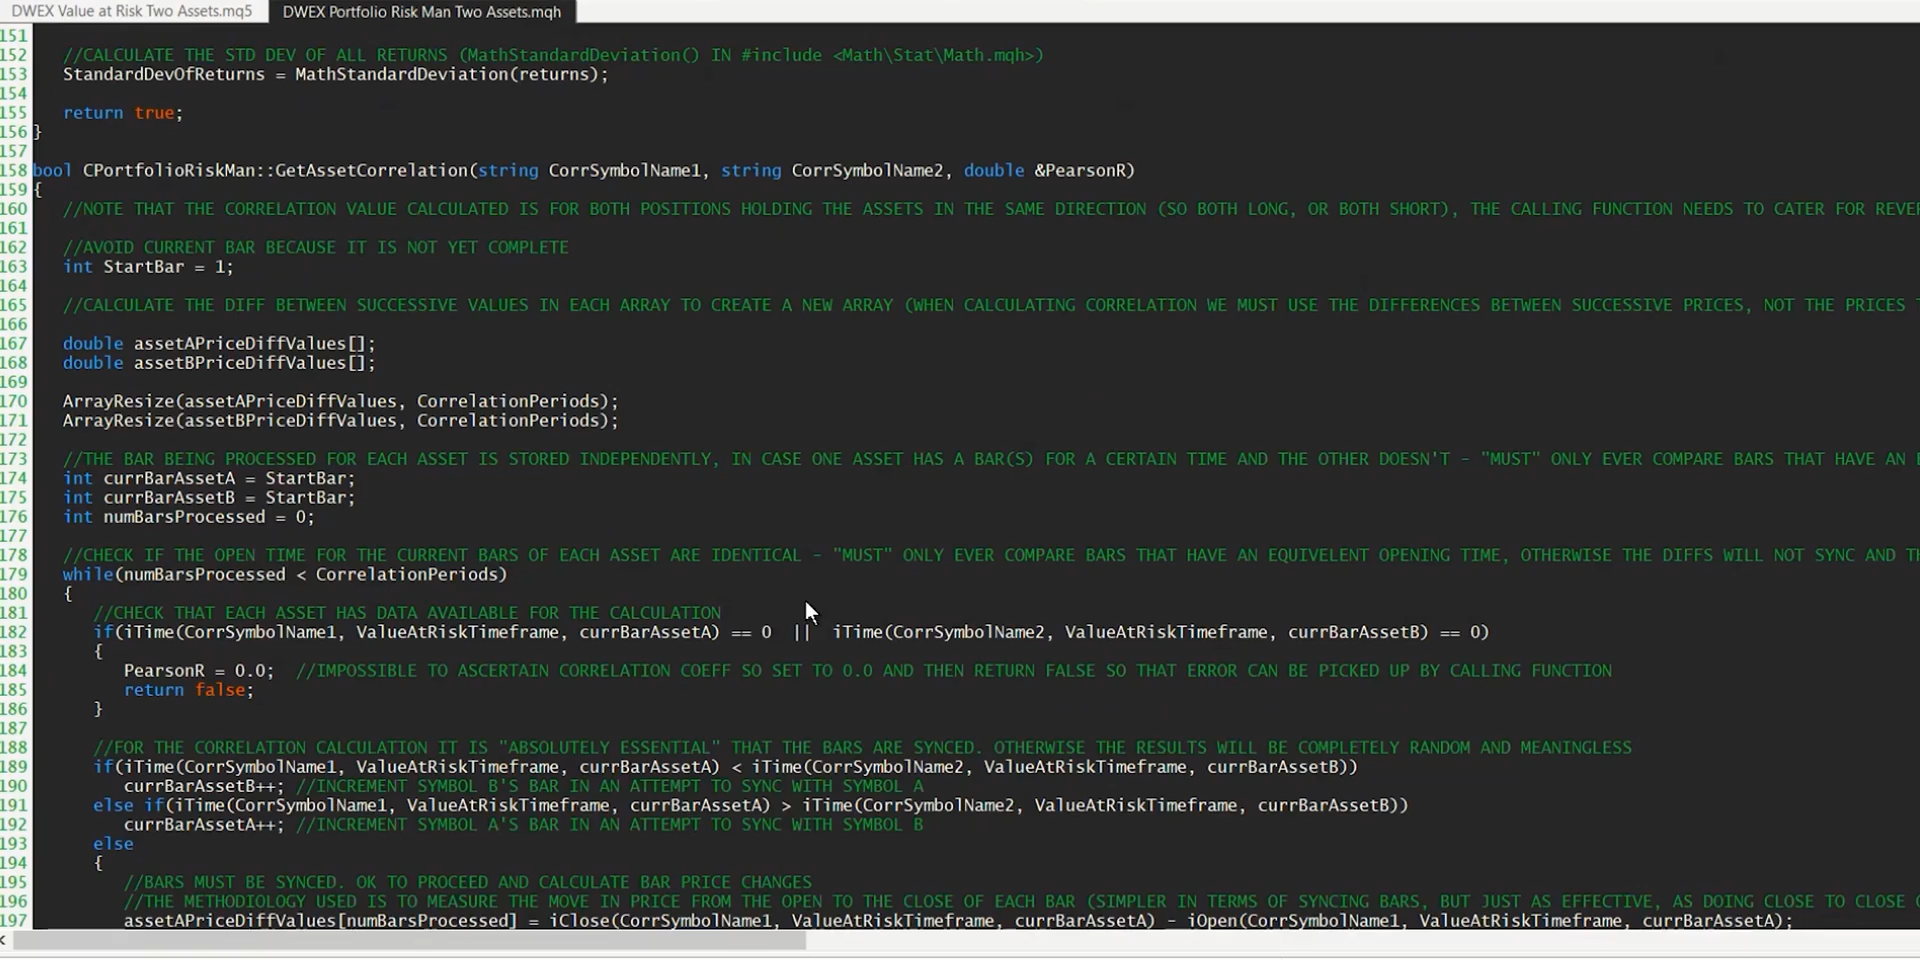 DWEX Value at Risk Two Assets.mq5 DWEX Portfolio Risk Man Two Assets.mqh
151
152 //CALCULATE THE STD DEV OF ALL RETURNS (MathStandardDeviation() IN #include <Math\Stat\Math.mqh>)
153 StandardDevOfReturns = MathStandardDeviation(returns);
154
155 return true;
156 }
157
158 bool CPortfolioRiskMan::GetAssetCorrelation(string CorrSymbolName1, string CorrSymbolName2, double &PearsonR)
159 {
160 //NOTE THAT THE CORRELATION VALUE CALCULATED IS FOR BOTH POSITIONS HOLDING THE ASSETS IN THE SAME DIRECTION (SO BOTH LONG, OR BOTH SHORT), THE CALLING FUNCTION NEEDS TO CATER FOR REVE
161
162 //AVOID CURRENT BAR BECAUSE IT IS NOT YET COMPLETE
163 int StartBar = 1;
164
165 //CALCULATE THE DIFF BETWEEN SUCCESSIVE VALUES IN EACH ARRAY TO CREATE A NEW ARRAY (WHEN CALCULATING CORRELATION WE MUST USE THE DIFFERENCES BETWEEN SUCCESSIVE PRICES, NOT THE PRICES T
166
167 double assetAPriceDiffValues[];
168 double assetBPriceDiffValues[];
169
170 ArrayResize(assetAPriceDiffValues, CorrelationPeriods);
171 ArrayResize(assetBPriceDiffValues, CorrelationPeriods);
172
173 //THE BAR BEING PROCESSED FOR EACH ASSET IS STORED INDEPENDENTLY, IN CASE ONE ASSET HAS A BAR(S) FOR A CERTAIN TIME AND THE OTHER DOESN'T - "MUST" ONLY EVER COMPARE BARS THAT HAVE AN
174 int currBarAssetA = StartBar;
175 int currBarAssetB = StartBar;
176 int numBarsProcessed = 0;
177
178 //CHECK IF THE OPEN TIME FOR THE CURRENT BARS OF EACH ASSET ARE IDENTICAL - "MUST" ONLY EVER COMPARE BARS THAT HAVE AN EQUIVELENT OPENING TIME, OTHERWISE THE DIFFS WILL NOT SYNC AND TH
179 while(numBarsProcessed < CorrelationPeriods)
180 {
181 //CHECK THAT EACH ASSET HAS DATA AVAILABLE FOR THE CALCULATION
182 if(iTime(CorrSymbolName1, ValueAtRiskTimeframe, currBarAssetA) == 0 || iTime(CorrSymbolName2, ValueAtRiskTimeframe, currBarAssetB) == 0)
183 {
184 PearsonR = 0.0; //IMPOSSIBLE TO ASCERTAIN CORRELATION COEFF SO SET TO 0.0 AND THEN RETURN FALSE SO THAT ERROR CAN BE PICKED UP BY CALLING FUNCTION
185 return false;
186 }
187
188 //FOR THE CORRELATION CALCULATION IT IS "ABSOLUTELY ESSENTIAL" THAT THE BARS ARE SYNCED. OTHERWISE THE RESULTS WILL BE COMPLETELY RANDOM AND MEANINGLESS
189 if(iTime(CorrSymbolName1, ValueAtRiskTimeframe, currBarAssetA) < iTime(CorrSymbolName2, ValueAtRiskTimeframe, currBarAssetB))
190 currBarAssetB++; //INCREMENT SYMBOL B'S BAR IN AN ATTEMPT TO SYNC WITH SYMBOL A
191 else if(iTime(CorrSymbolName1, ValueAtRiskTimeframe, currBarAssetA) > iTime(CorrSymbolName2, ValueAtRiskTimeframe, currBarAssetB))
192 currBarAssetA++; //INCREMENT SYMBOL A'S BAR IN AN ATTEMPT TO SYNC WITH SYMBOL B
193 else
194 {
195 //BARS MUST BE SYNCED. OK TO PROCEED AND CALCULATE BAR PRICE CHANGES
196 //THE METHODIOLOGY USED IS TO MEASURE THE MOVE IN PRICE FROM THE OPEN TO THE CLOSE OF EACH BAR (SIMPLER IN TERMS OF SYNCING BARS, BUT JUST AS EFFECTIVE, AS DOING CLOSE TO CLOSE
197 assetAPriceDiffValues[numBarsProcessed] = iClose(CorrSymbolName1, ValueAtRiskTimeframe, currBarAssetA) - iOpen(CorrSymbolName1, ValueAtRiskTimeframe, currBarAssetA);